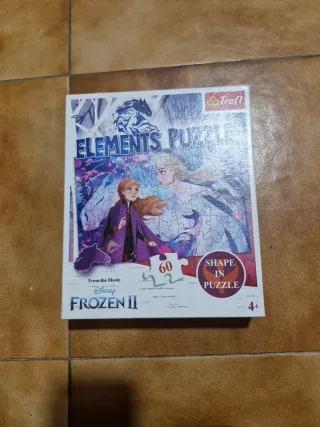 Trefl
ELEMENTS PUZZLE
60
SHAPE
IN
PUZZLE
From the Movie
Disney
FROZEN II
4+